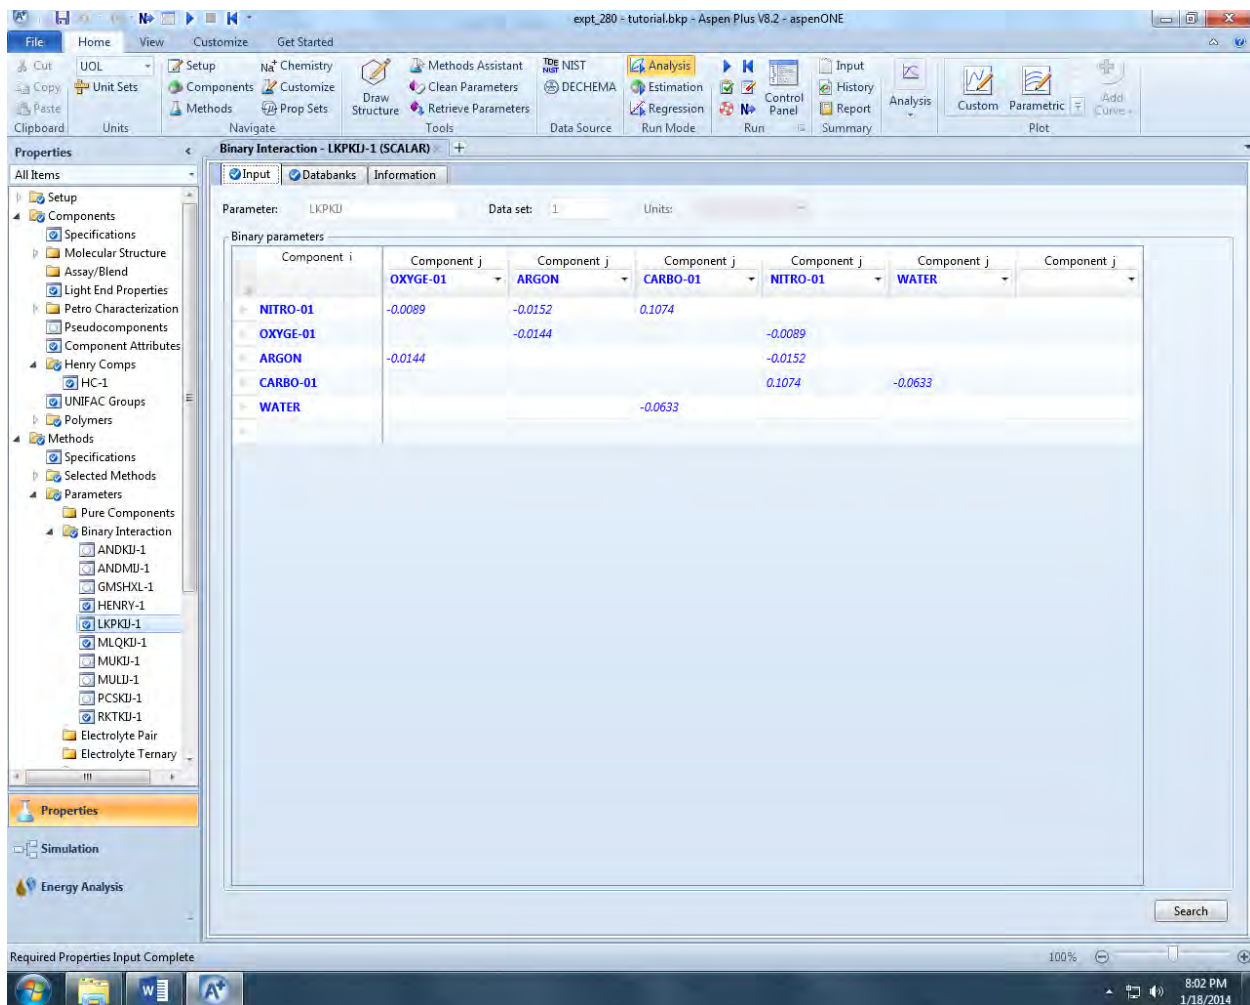 expt_280 - tutorial.bkp - Aspen Plus V8.2 - aspenONE
File Home View Customize Get Started
Cut
Copy
Paste
Clipboard
UOL
Unit Sets
Units
Setup
Components
Methods
Na+ Chemistry
Customize
Prop Sets
Navigate
Draw
Structure
Methods Assistant
Clean Parameters
Retrieve Parameters
Tools
NIST
DECHEMA
Data Source
Analysis
Estimation
Regression
Run Mode
N
Control
Panel
Run
Input
History
Report
Summary
Analysis
Custom
Parametric
Add
Curve
Plot
Properties
All Items
Setup
Components
Specifications
Molecular Structure
Assay/Blend
Light End Properties
Petro Characterization
Pseudocomponents
Component Attributes
Henry Comps
HC-1
UNIFAC Groups
Polymers
Methods
Specifications
Selected Methods
Parameters
Pure Components
Binary Interaction
ANDKIJ-1
ANDMIJ-1
GMSHXL-1
HENRY-1
LKPKIJ-1
MLQKIJ-1
MUKIJ-1
MULIJ-1
PCSKIJ-1
RKTKIJ-1
Electrolyte Pair
Electrolyte Ternary
Properties
Simulation
Energy Analysis
Binary Interaction - LKPKIJ-1 (SCALAR)
Input Databanks Information
Parameter: LKPKIJ Data set: 1 Units:
Binary parameters
Component i Component j Component j Component j Component j Component j Component j
OXYGE-01 ARGON CARBO-01 NITRO-01 WATER
NITRO-01 -0.0089 -0.0152 0.1074
OXYGE-01 -0.0144 -0.0089
ARGON -0.0144 -0.0152
CARBO-01 0.1074 -0.0633
WATER -0.0633
Search
Required Properties Input Complete 100%
8:02 PM
1/18/2014